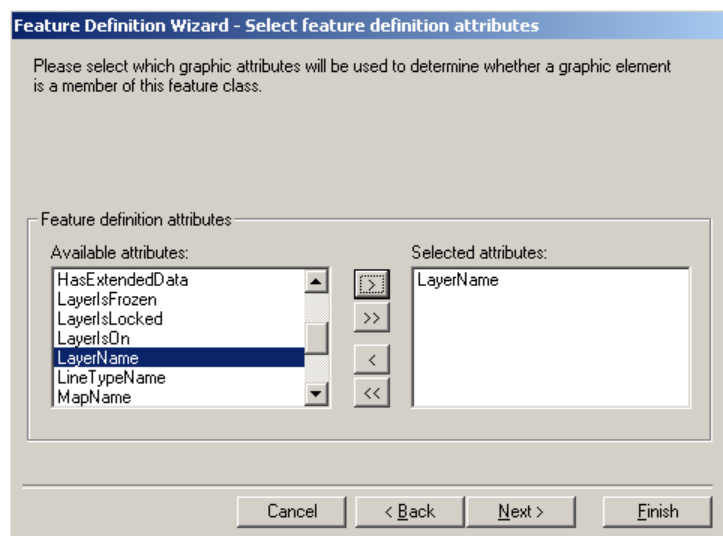 Feature Definition Wizard - Select feature definition attributes
Please select which graphic attributes will be used to determine whether a graphic element
is a member of this feature class.
Feature definition attributes
Available attributes:
HasExtendedData
LayerIsFrozen
LayerIsLocked
LayerIsOn
LayerName
LineTypeName
MapName
>
>>
<
<<
Selected attributes:
LayerName
Cancel
< Back
Next >
Finish